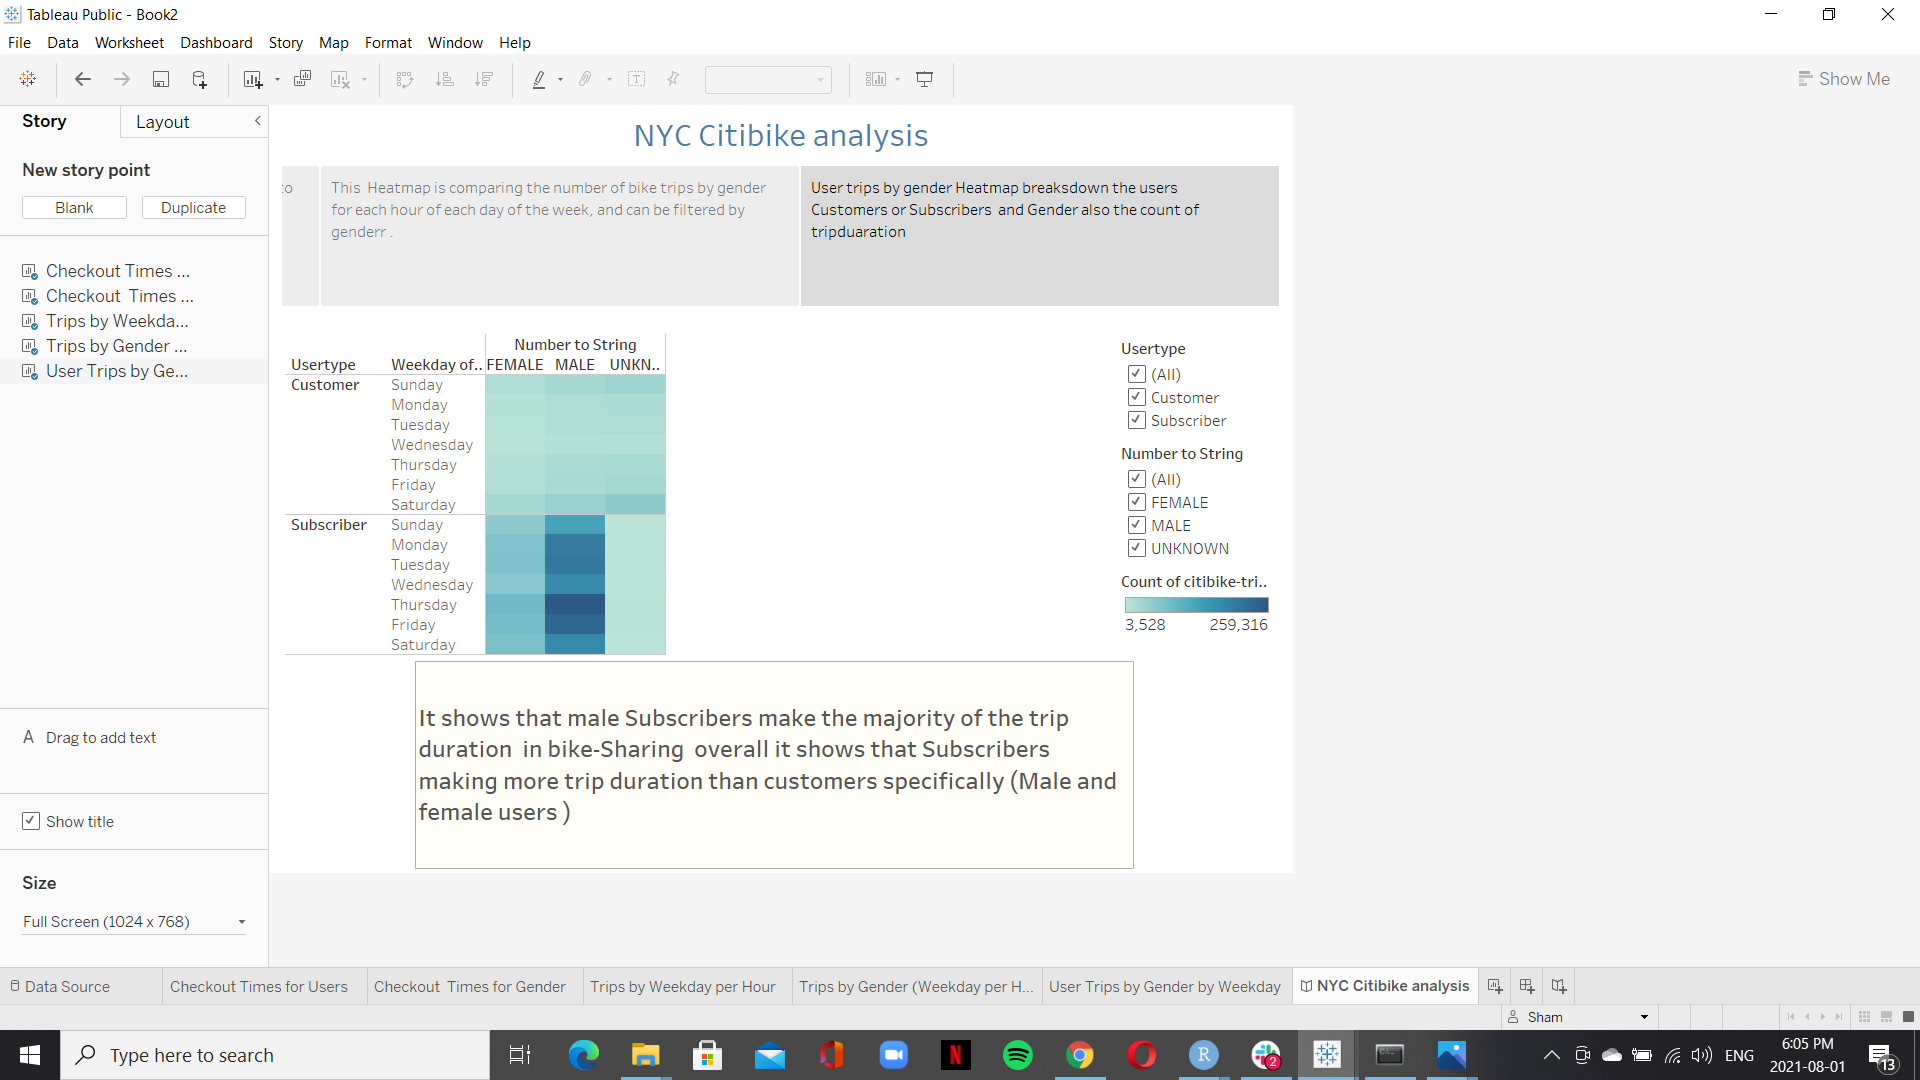 Tableau Public - Book2
File Data Worksheet Dashboard Story Map Format Window Help
Show Me
Story Layout
New story point
Blank Duplicate
Checkout Times ...
Checkout  Times ...
Trips by Weekda...
Trips by Gender ...
User Trips by Ge...
A Drag to add text
Show title
Size
Full Screen (1024 x 768)
NYC Citibike analysis
to
This  Heatmap is comparing the number of bike trips by gender
for each hour of each day of the week, and can be filtered by
genderr .
User trips by gender Heatmap breaksdown the users
Customers or Subscribers  and Gender also the count of
tripduaration
Number to String
Usertype Weekday of.. FEMALE MALE UNKN..
Customer Sunday
Monday
Tuesday
Wednesday
Thursday
Friday
Saturday
Subscriber Sunday
Monday
Tuesday
Wednesday
Thursday
Friday
Saturday
Usertype
(All)
Customer
Subscriber
Number to String
(All)
FEMALE
MALE
UNKNOWN
Count of citibike-tri..
3,528 259,316
It shows that male Subscribers make the majority of the trip
duration  in bike-Sharing  overall it shows that Subscribers
making more trip duration than customers specifically (Male and
female users )
Data Source Checkout Times for Users Checkout  Times for Gender Trips by Weekday per Hour Trips by Gender (Weekday per H... User Trips by Gender by Weekday NYC Citibike analysis
Sham
Type here to search
N
R
2
ENG
6:05 PM
2021-08-01
13